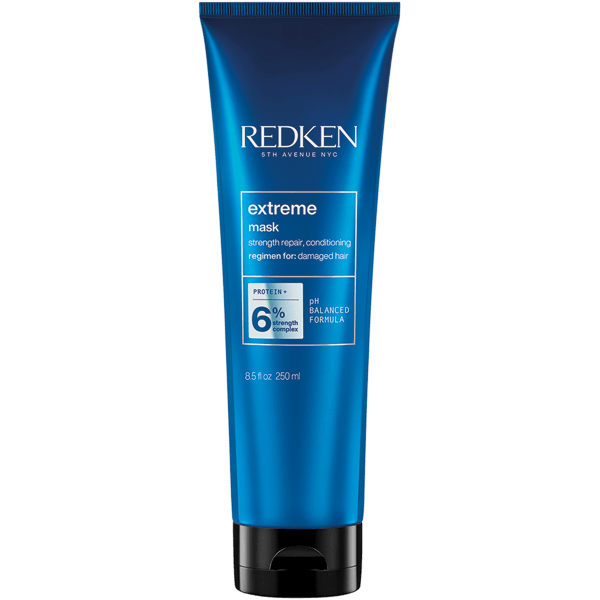 REDKEN
5TH AVENUE NYC
extreme
mask
strength repair, conditioning
regimen for: damaged hair
PROTEIN +
6%
strength
complex
pH
BALANCED
FORMULA
8.5 fl oz 250 ml